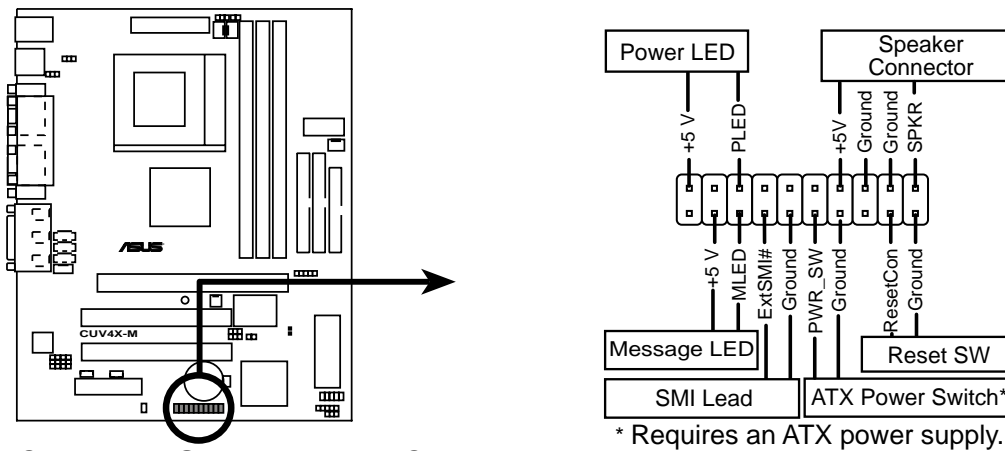 ASUS
CUV4X-M
Power LED
Speaker
Connector
+5 V
PLED
+5V
Ground
Ground
SPKR
+5 V
MLED
ExtSMI#
Ground
PWR_SW
Ground
ResetCon
Ground
Message LED
Reset SW
SMI Lead
ATX Power Switch*
* Requires an ATX power supply.